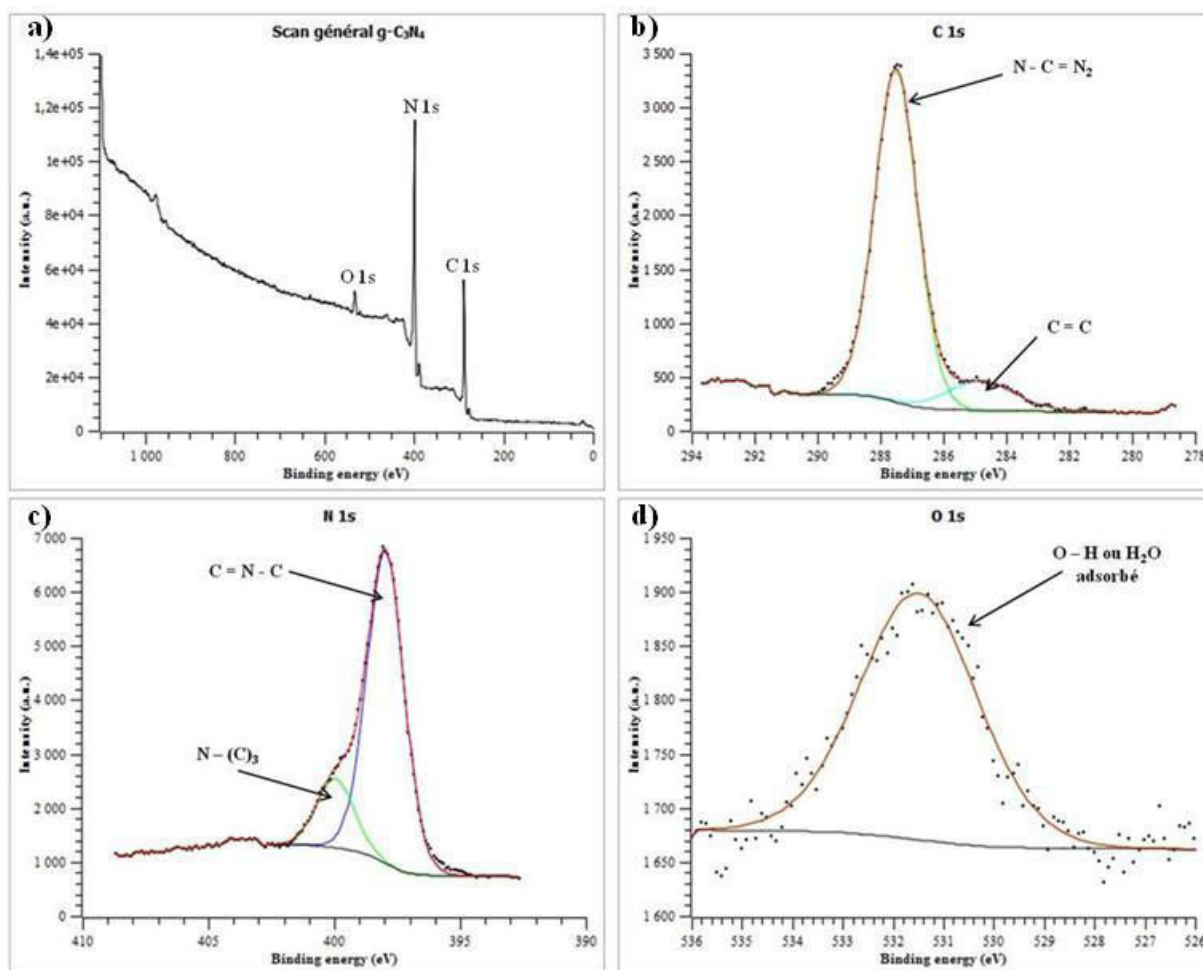 a)
Scan général g-C₃N₄
1,4e+05
1,2e+05
1e+05
8e+04
6e+04
4e+04
2e+04
0
Intensity (a.u.)
N 1s
O 1s
C 1s
1 000
800
600
400
200
0
Binding energy (eV)
b)
C 1s
3 500
3 000
2 500
2 000
1 500
1 000
500
0
Intensity (a.u.)
N - C = N₂
C = C
294
292
290
288
286
284
282
280
278
Binding energy (eV)
c)
N 1s
7 000
6 000
5 000
4 000
3 000
2 000
1 000
0
Intensity (a.u.)
C = N - C
N – (C)₃
410
405
400
395
390
Binding energy (eV)
d)
O 1s
1 950
1 900
1 850
1 800
1 750
1 700
1 650
1 600
Intensity (a.u.)
O – H ou H₂O
adsorbé
536
535
534
533
532
531
530
529
528
527
526
Binding energy (eV)